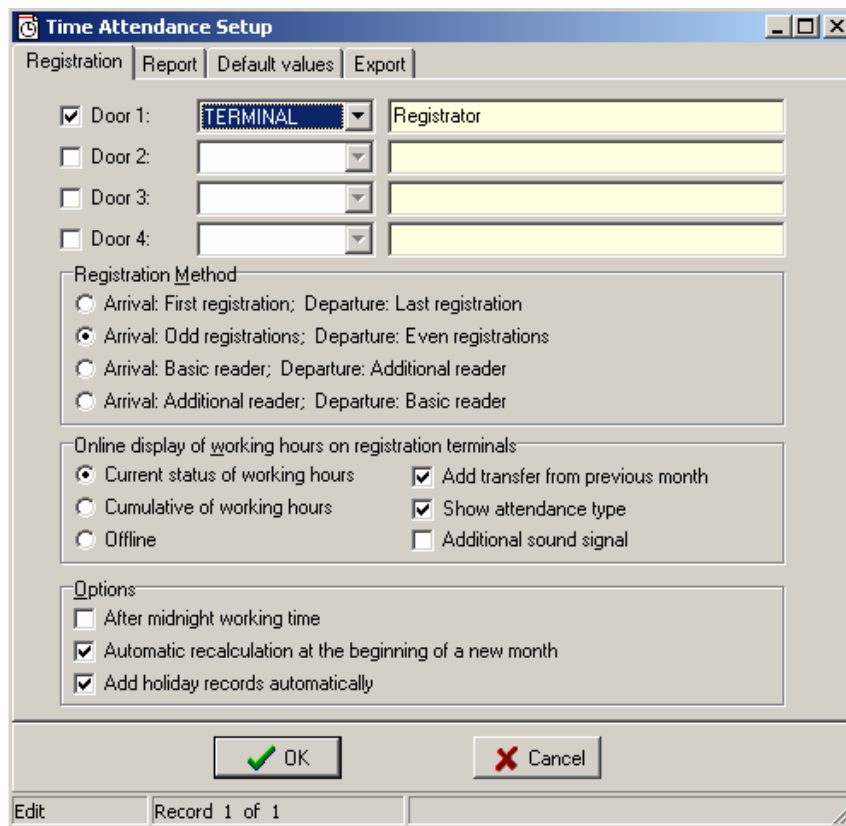 Time Attendance Setup
Registration Report Default values Export
Door 1: TERMINAL Registrator
Door 2:
Door 3:
Door 4:
Registration Method
Arrival: First registration; Departure: Last registration
Arrival: Odd registrations; Departure: Even registrations
Arrival: Basic reader; Departure: Additional reader
Arrival: Additional reader; Departure: Basic reader
Online display of working hours on registration terminals
Current status of working hours Add transfer from previous month
Cumulative of working hours Show attendance type
Offline Additional sound signal
Options
After midnight working time
Automatic recalculation at the beginning of a new month
Add holiday records automatically
OK Cancel
Edit Record 1 of 1